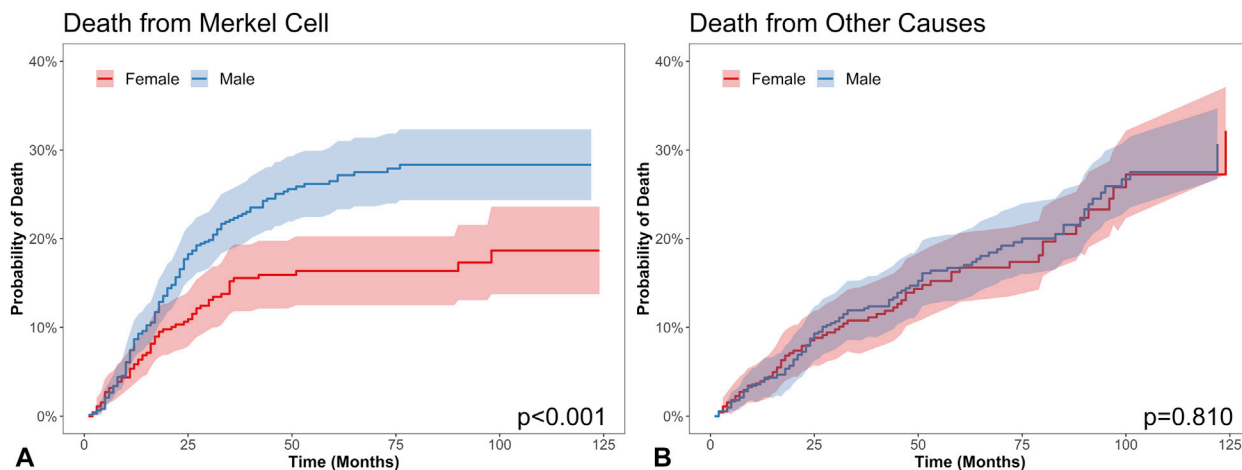 Death from Merkel Cell
Probability of Death
40%
30%
20%
10%
0%
Female Male
p<0.001
0 25 50 75 100 125
Time (Months)
A
Death from Other Causes
Probability of Death
40%
30%
20%
10%
0%
Female Male
p=0.810
0 25 50 75 100 125
Time (Months)
B